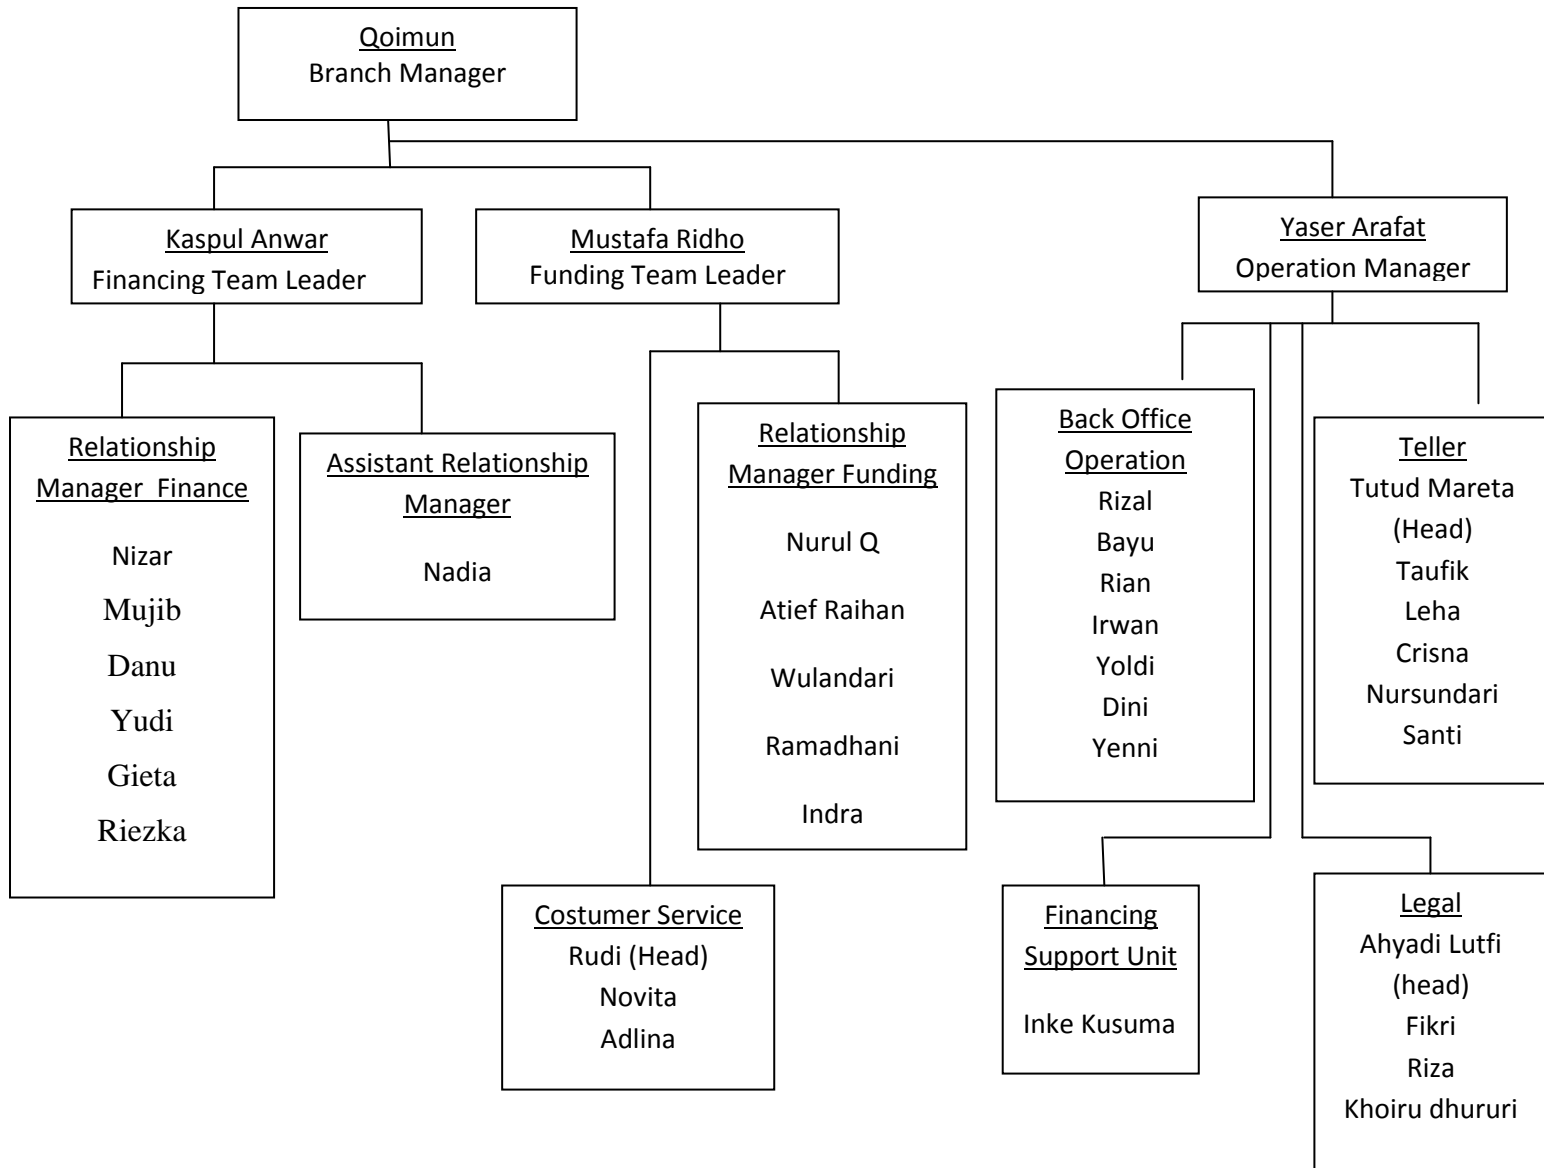 Qoimun
Branch Manager
Kaspul Anwar
Financing Team Leader
Mustafa Ridho
Funding Team Leader
Yaser Arafat
Operation Manager
Relationship
Manager Finance
Nizar
Mujib
Danu
Yudi
Gieta
Riezka
Assistant Relationship
Manager
Nadia
Relationship
Manager Funding
Nurul Q
Atief Raihan
Wulandari
Ramadhani
Indra
Back Office
Operation
Rizal
Bayu
Rian
Irwan
Yoldi
Dini
Yenni
Teller
Tutud Mareta
(Head)
Taufik
Leha
Crisna
Nursundari
Santi
Costumer Service
Rudi (Head)
Novita
Adlina
Financing
Support Unit
Inke Kusuma
Legal
Ahyadi Lutfi
(head)
Fikri
Riza
Khoiru dhururi